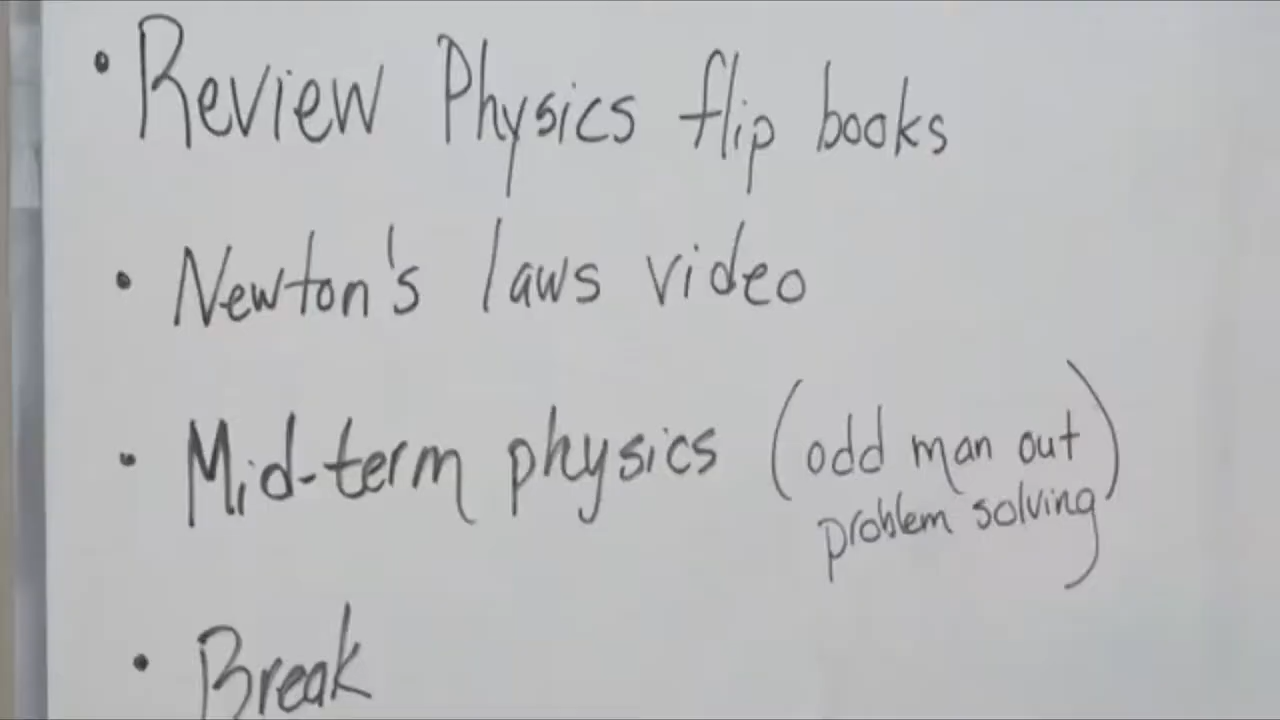 • Review Physics flip books
• Newton's laws video
• Mid-term physics (odd man out
problem solving)
• Break